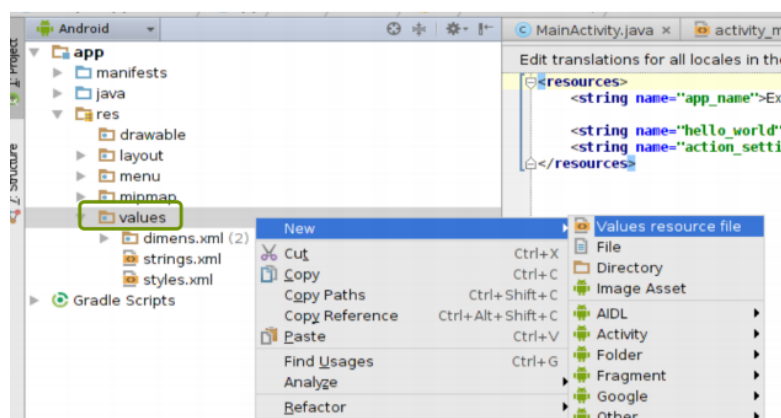 Android
MainActivity.java
activity_m
1: Project
app
Edit translations for all locales in the
manifests
<resources>
java
<string name="app_name">Ex
res
drawable
<string name="hello_world"
layout
<string name="action_setti
menu
</resources>
mipmap
values
New
Values resource file
dimens.xml (2)
File
strings.xml
Cut Ctrl+X
Directory
styles.xml
Copy Ctrl+C
Image Asset
Gradle Scripts
Copy Paths Ctrl+Shift+C
AIDL
Copy Reference Ctrl+Alt+Shift+C
Activity
Paste Ctrl+V
Folder
Find Usages Ctrl+G
Fragment
Analyze
Google
Refactor
Other
Z: Structure